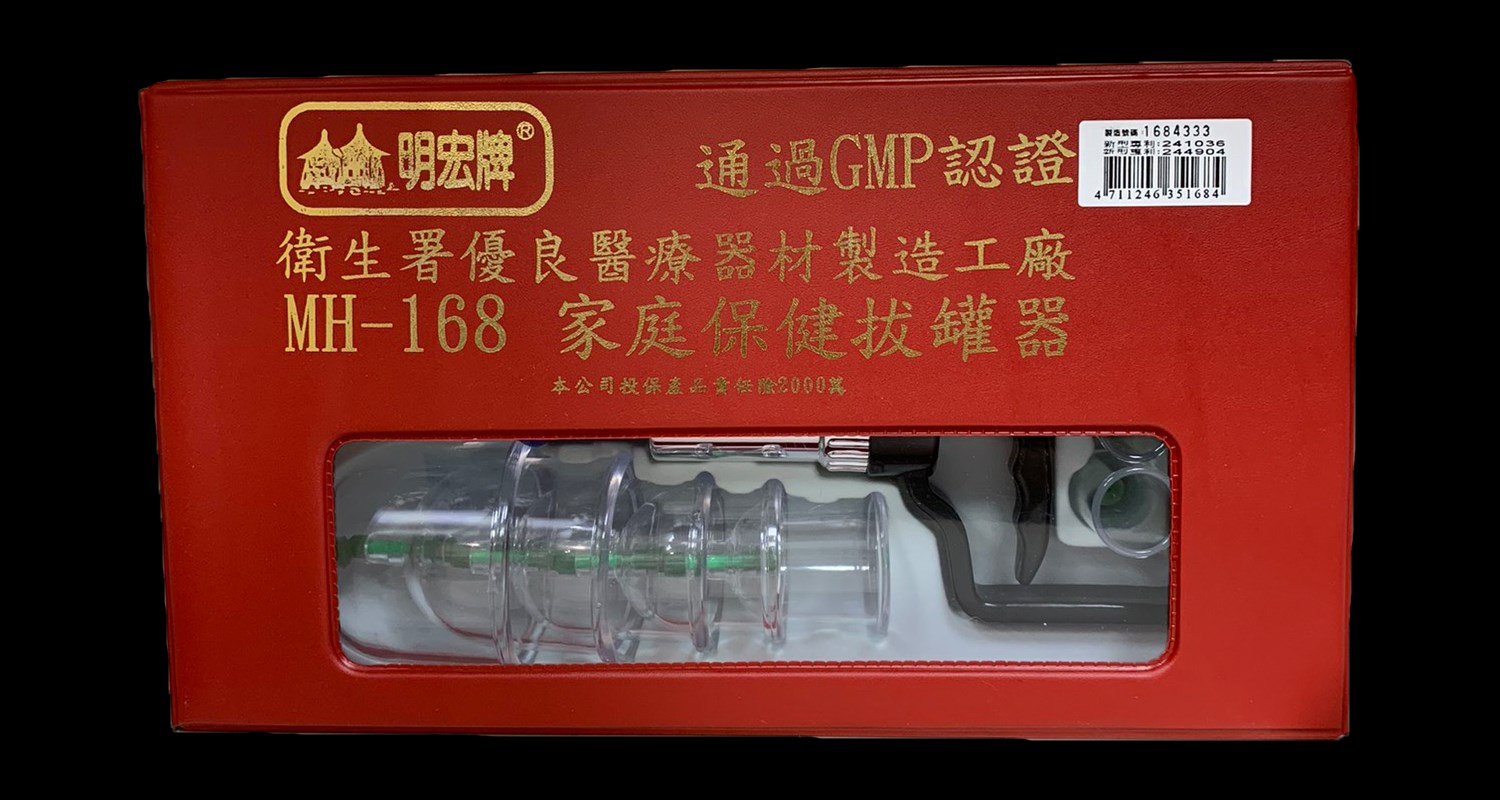 明宏牌®
通過GMP認證
製造號碼:1684333
新型專利:241036
新型專利:244904
4 711246 351684
衛生署優良醫療器材製造工廠
MH-168 家庭保健拔罐器
本公司投保產品責任險2000萬